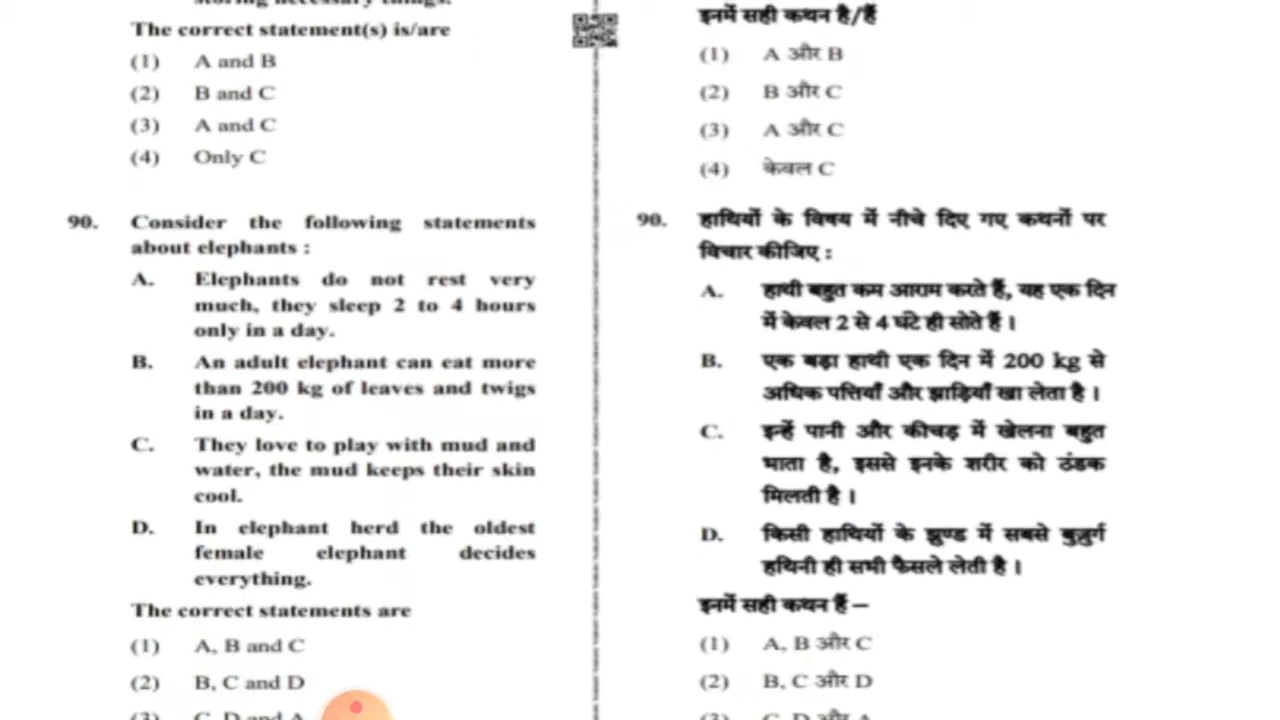 storing necessary things.
The correct statement(s) is/are
(1) A and B
(2) B and C
(3) A and C
(4) Only C
90. Consider the following statements
about elephants :
A. Elephants do not rest very
much, they sleep 2 to 4 hours
only in a day.
B. An adult elephant can eat more
than 200 kg of leaves and twigs
in a day.
C. They love to play with mud and
water, the mud keeps their skin
cool.
D. In elephant herd the oldest
female elephant decides
everything.
The correct statements are
(1) A, B and C
(2) B, C and D
(3) C, D and A
इनमें सही कथन है/हैं
(1) A और B
(2) B और C
(3) A और C
(4) केवल C
90. हाथियों के विषय में नीचे दिए गए कथनों पर
विचार कीजिए :
A. हाथी बहुत कम आराम करते हैं, यह एक दिन
में केवल 2 से 4 घंटे ही सोते हैं ।
B. एक बड़ा हाथी एक दिन में 200 kg से
अधिक पत्तियाँ और झाड़ियाँ खा लेता है ।
C. इन्हें पानी और कीचड़ में खेलना बहुत
भाता है, इससे इनके शरीर को ठंडक
मिलती है ।
D. किसी हाथियों के झुण्ड में सबसे बुज़ुर्ग
हथिनी ही सभी फैसले लेती है ।
इनमें सही कथन हैं –
(1) A, B और C
(2) B, C और D
(3) C, D और A